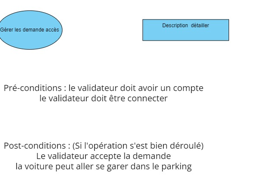 Gérer les demande accès
Description détailler
Pré-conditions : le validateur doit avoir un compte
le validateur doit être connecter
Post-conditions : (Si l'opération s'est bien déroulé)
Le validateur accepte la demande
la voiture peut aller se garer dans le parking